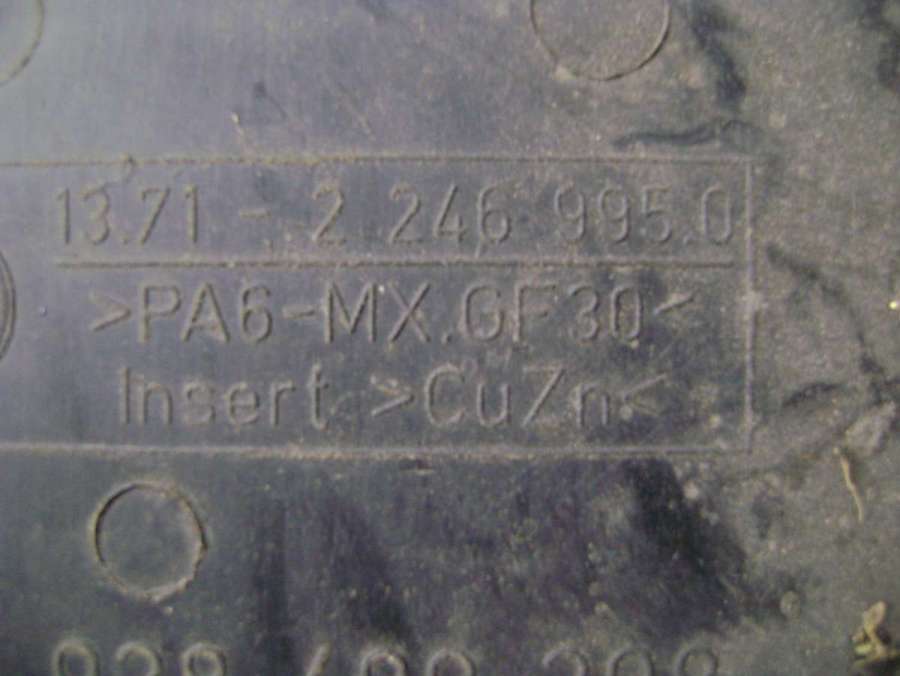 13.71 - 2 246 995.0
>PA6-MX.GF30<
Insert >CuZn<